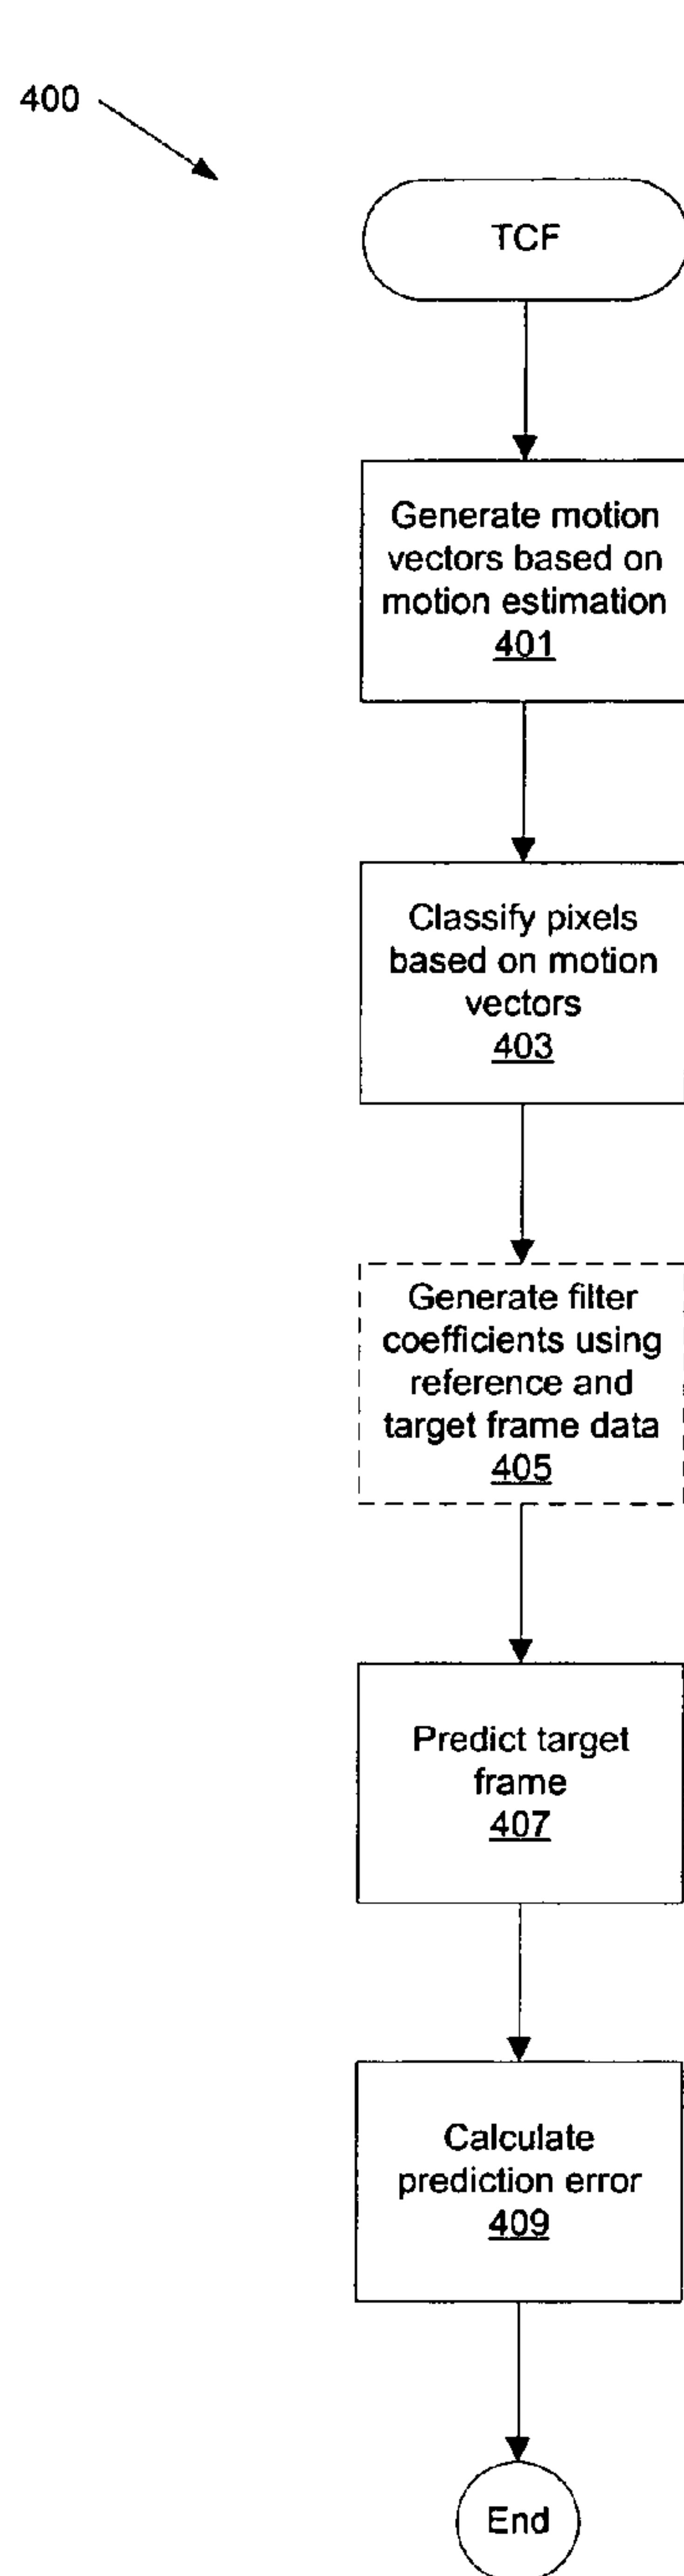 400
TCF
Generate motion
vectors based on
motion estimation
401
Classify pixels
based on motion
vectors
403
Generate filter
coefficients using
reference and
target frame data
405
Predict target
frame
407
Calculate
prediction error
409
End